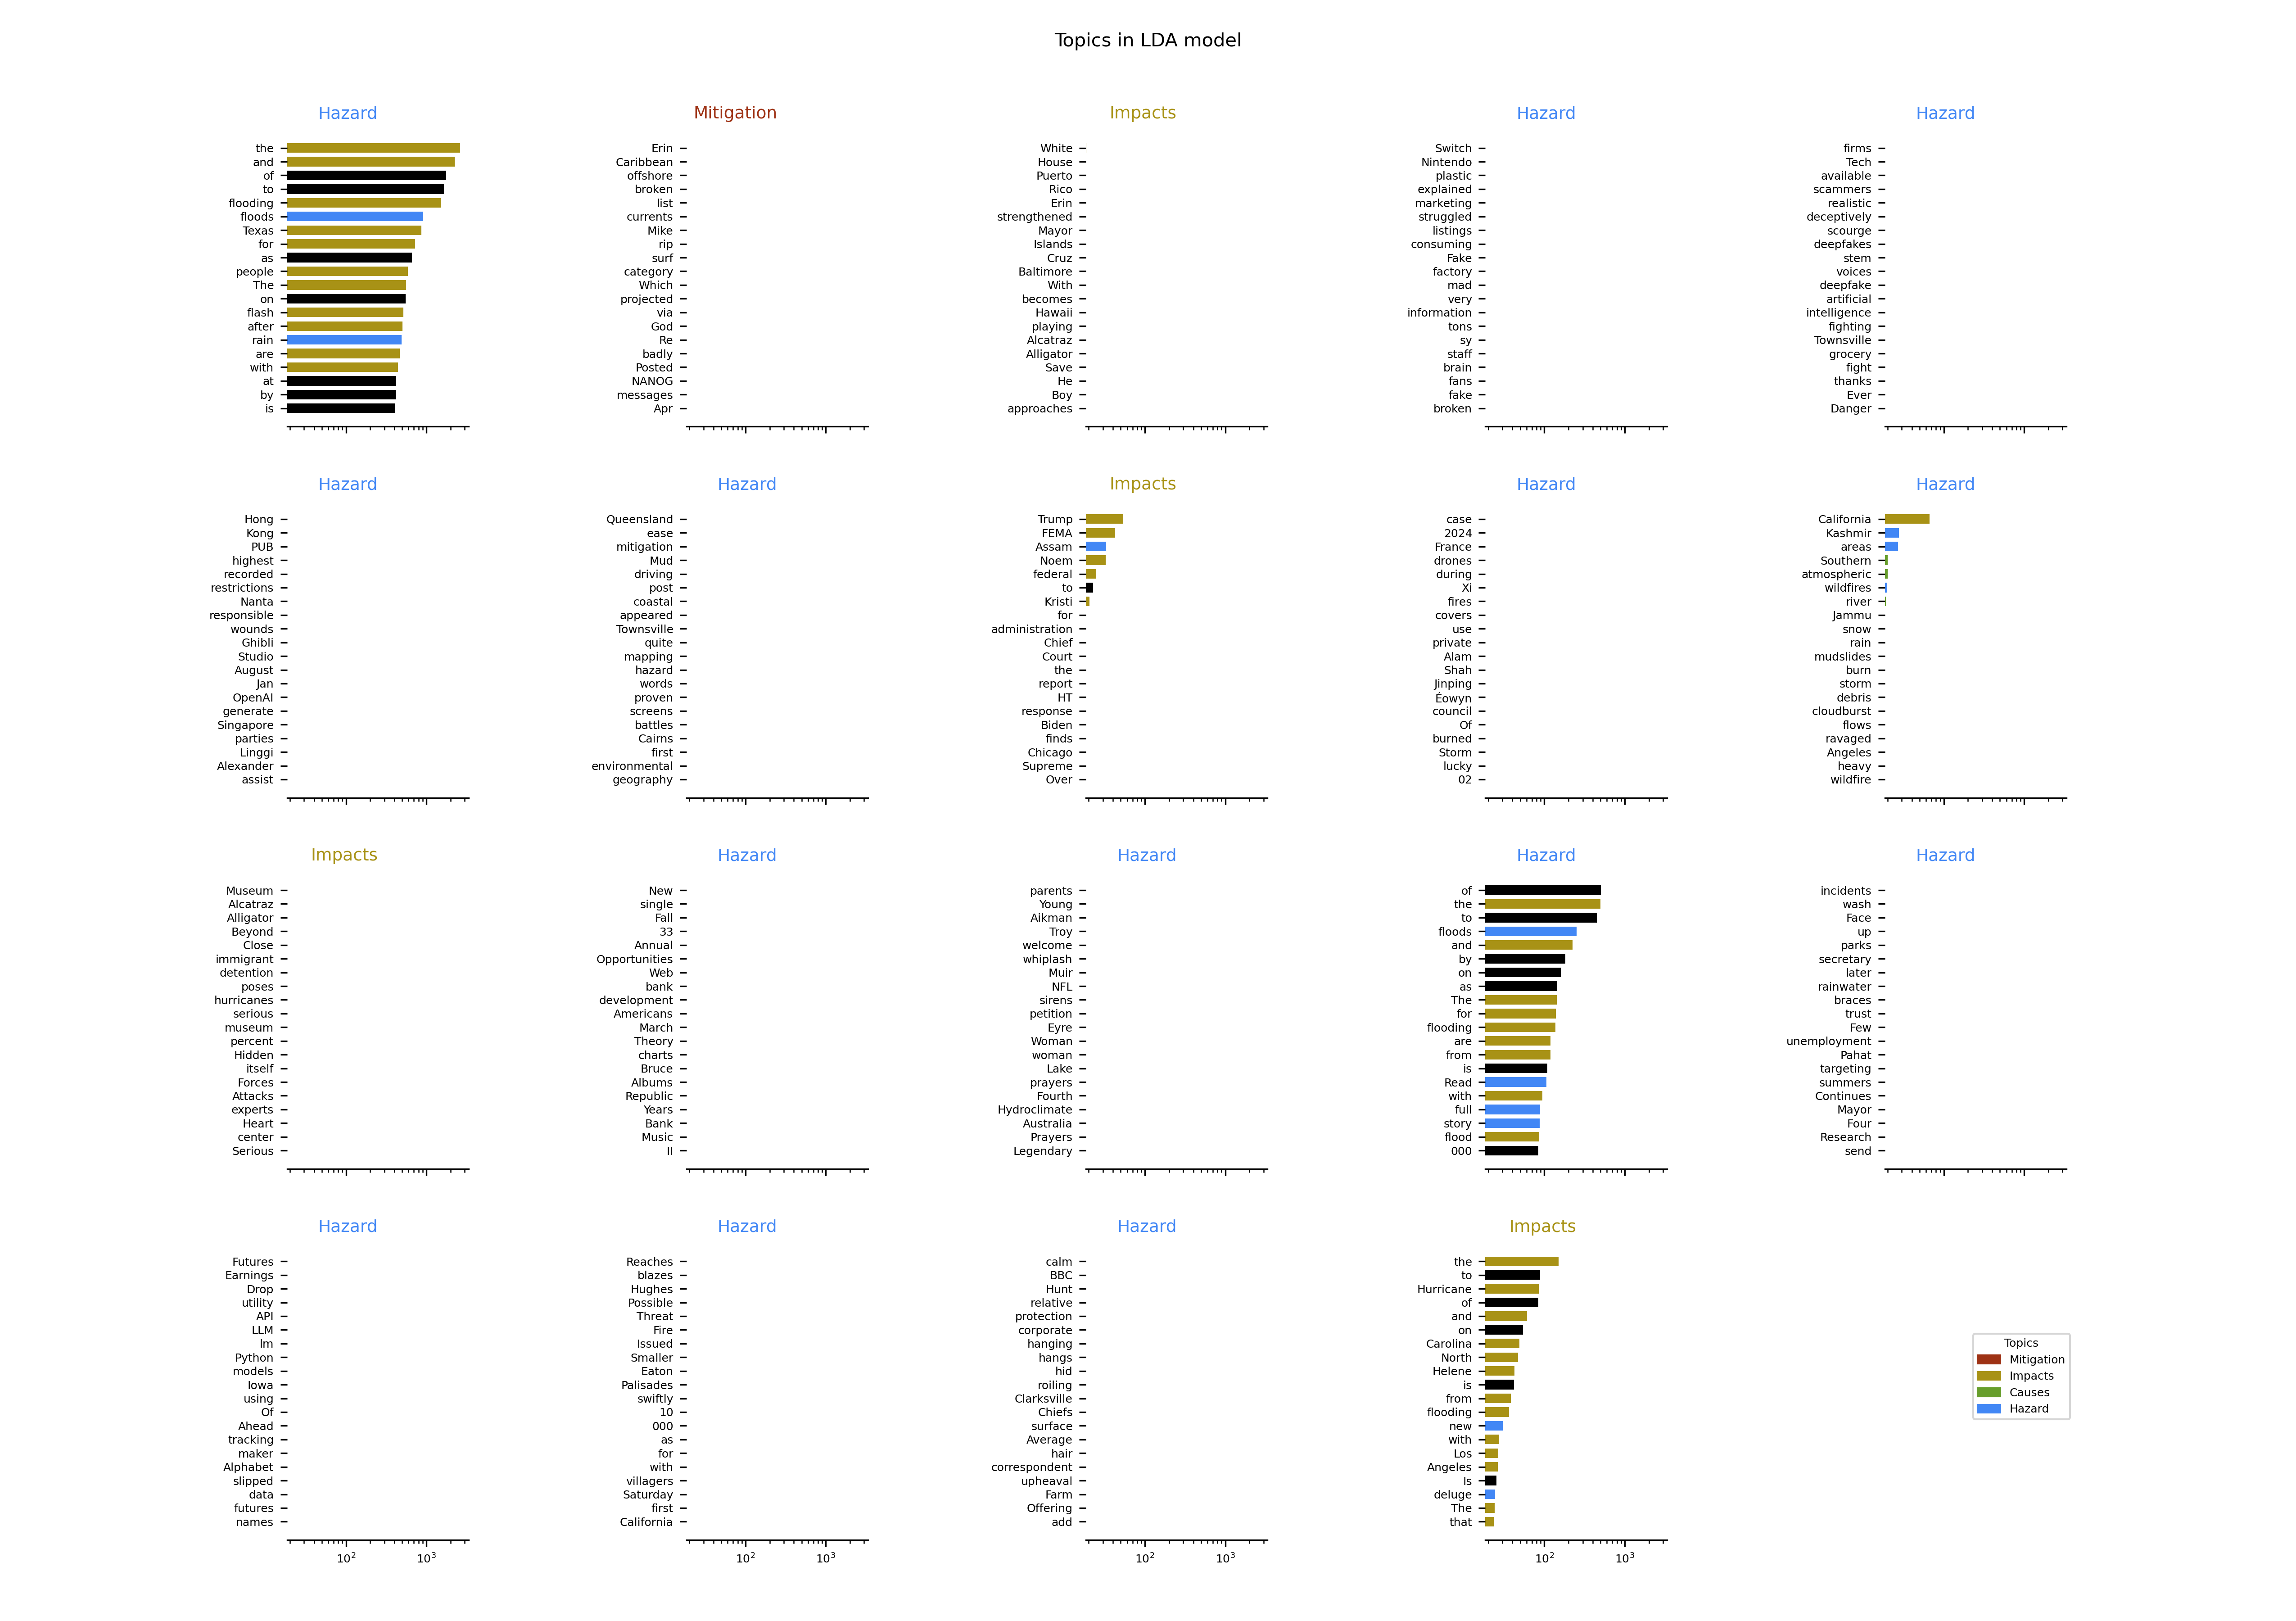 Topics in LDA model
Hazard
the
and
of
to
flooding
floods
Texas
for
as
people
The
on
flash
after
rain
are
with
at
by
is
Mitigation
Erin
Caribbean
offshore
broken
list
currents
Mike
rip
surf
category
Which
projected
via
God
Re
badly
Posted
NANOG
messages
Apr
Impacts
White
House
Puerto
Rico
Erin
strengthened
Mayor
Islands
Cruz
Baltimore
With
becomes
Hawaii
playing
Alcatraz
Alligator
Save
He
Boy
approaches
Hazard
Switch
Nintendo
plastic
explained
marketing
struggled
listings
consuming
Fake
factory
mad
very
information
tons
sy
staff
brain
fans
fake
broken
Hazard
firms
Tech
available
scammers
realistic
deceptively
scourge
deepfakes
stem
voices
deepfake
artificial
intelligence
fighting
Townsville
grocery
fight
thanks
Ever
Danger
Hazard
Hong
Kong
PUB
highest
recorded
restrictions
Nanta
responsible
wounds
Ghibli
Studio
August
Jan
OpenAI
generate
Singapore
parties
Linggi
Alexander
assist
Hazard
Queensland
ease
mitigation
Mud
driving
post
coastal
appeared
Townsville
quite
mapping
hazard
words
proven
screens
battles
Cairns
first
environmental
geography
Impacts
Trump
FEMA
Assam
Noem
federal
to
Kristi
for
administration
Chief
Court
the
report
HT
response
Biden
finds
Chicago
Supreme
Over
Hazard
case
2024
France
drones
during
Xi
fires
covers
use
private
Alam
Shah
Jinping
Éowyn
council
Of
burned
Storm
lucky
02
Hazard
California
Kashmir
areas
Southern
atmospheric
wildfires
river
Jammu
snow
rain
mudslides
burn
storm
debris
cloudburst
flows
ravaged
Angeles
heavy
wildfire
Impacts
Museum
Alcatraz
Alligator
Beyond
Close
immigrant
detention
poses
hurricanes
serious
museum
percent
Hidden
itself
Forces
Attacks
experts
Heart
center
Serious
Hazard
New
single
Fall
33
Annual
Opportunities
Web
bank
development
Americans
March
Theory
charts
Bruce
Albums
Republic
Years
Bank
Music
II
Hazard
parents
Young
Aikman
Troy
welcome
whiplash
Muir
NFL
sirens
petition
Eyre
Woman
woman
Lake
prayers
Fourth
Hydroclimate
Australia
Prayers
Legendary
Hazard
of
the
to
floods
and
by
on
as
The
for
flooding
are
from
is
Read
with
full
story
flood
000
Hazard
incidents
wash
Face
up
parks
secretary
later
rainwater
braces
trust
Few
unemployment
Pahat
targeting
summers
Continues
Mayor
Four
Research
send
Hazard
Futures
Earnings
Drop
utility
API
LLM
lm
Python
models
Iowa
using
Of
Ahead
tracking
maker
Alphabet
slipped
data
futures
names
10² 10³
Hazard
Reaches
blazes
Hughes
Possible
Threat
Fire
Issued
Smaller
Eaton
Palisades
swiftly
10
000
as
for
with
villagers
Saturday
first
California
10² 10³
Hazard
calm
BBC
Hunt
relative
protection
corporate
hanging
hangs
hid
roiling
Clarksville
Chiefs
surface
Average
hair
correspondent
upheaval
Farm
Offering
add
10² 10³
Impacts
the
to
Hurricane
of
and
on
Carolina
North
Helene
is
from
flooding
new
with
Los
Angeles
Is
deluge
The
that
10² 10³
Topics
Mitigation
Impacts
Causes
Hazard